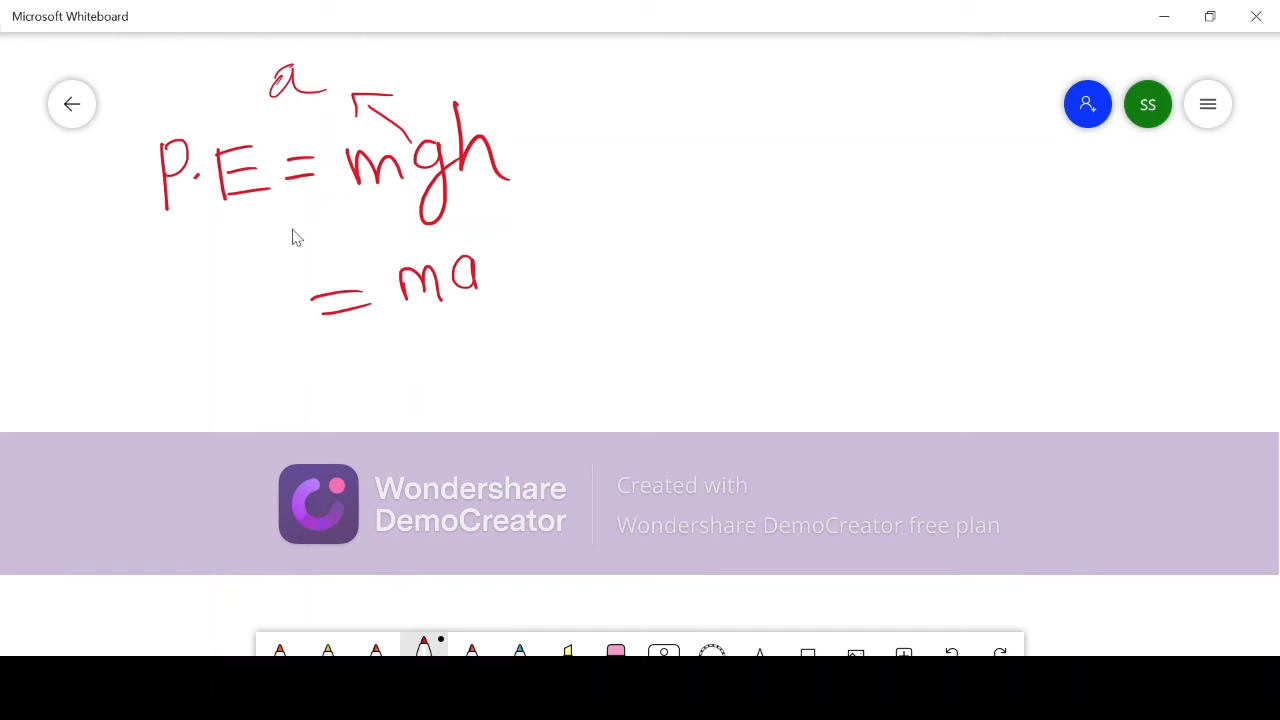 Microsoft Whiteboard
a
P.E = mgh
SS
= ma
Wondershare
DemoCreator
Created with
Wondershare DemoCreator free plan